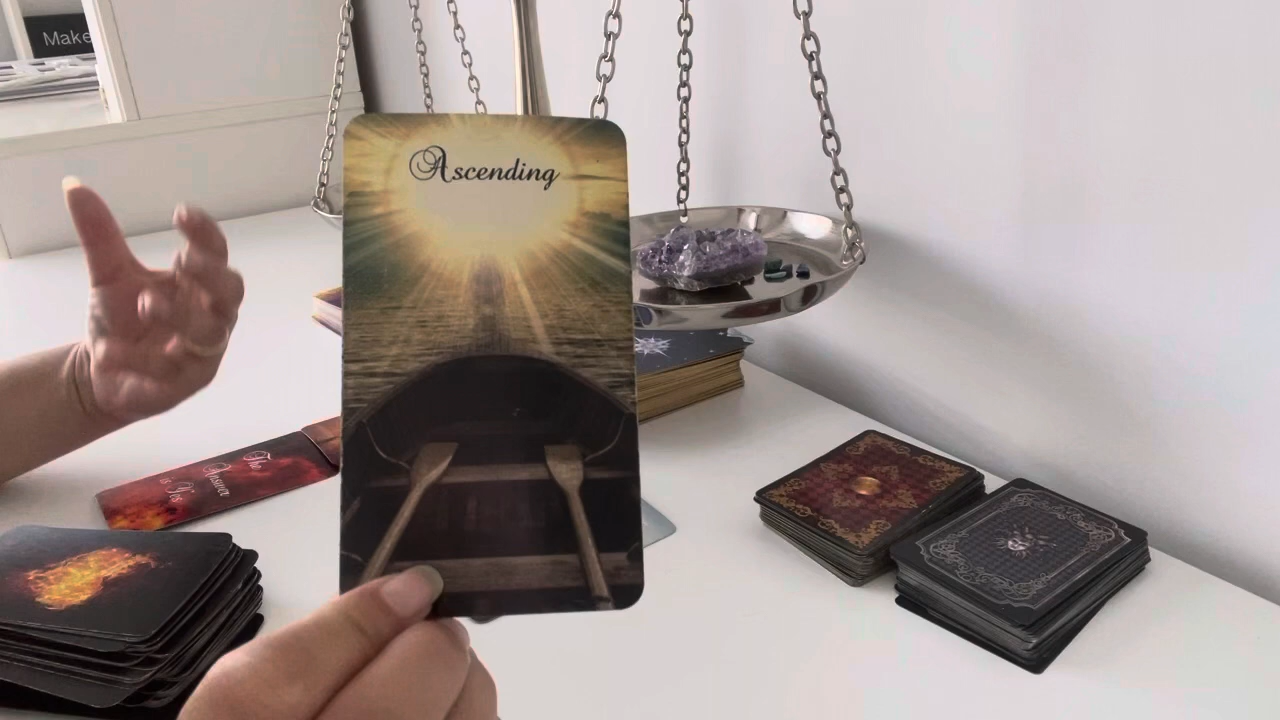 Make
Ascending
The
Answer
is Yes